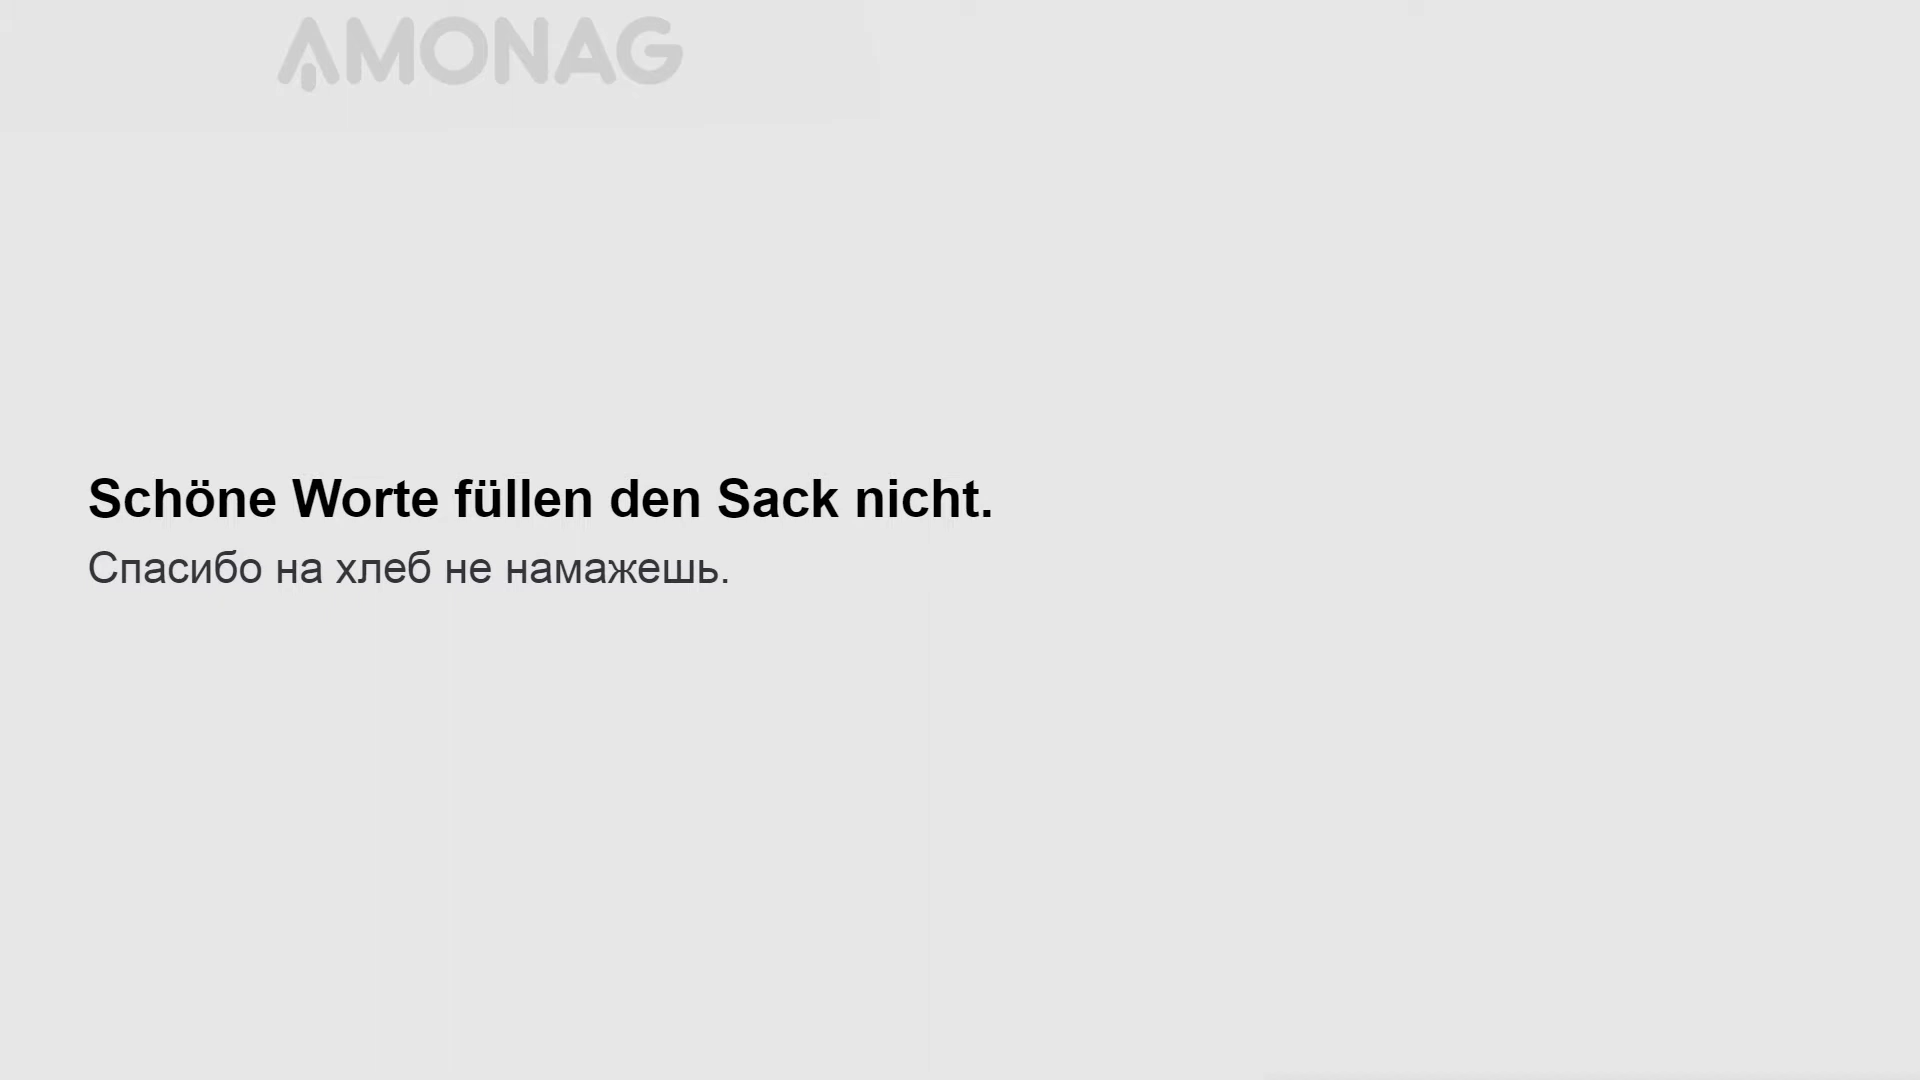 AMONAG
Schöne Worte füllen den Sack nicht.
Спасибо на хлеб не намажешь.